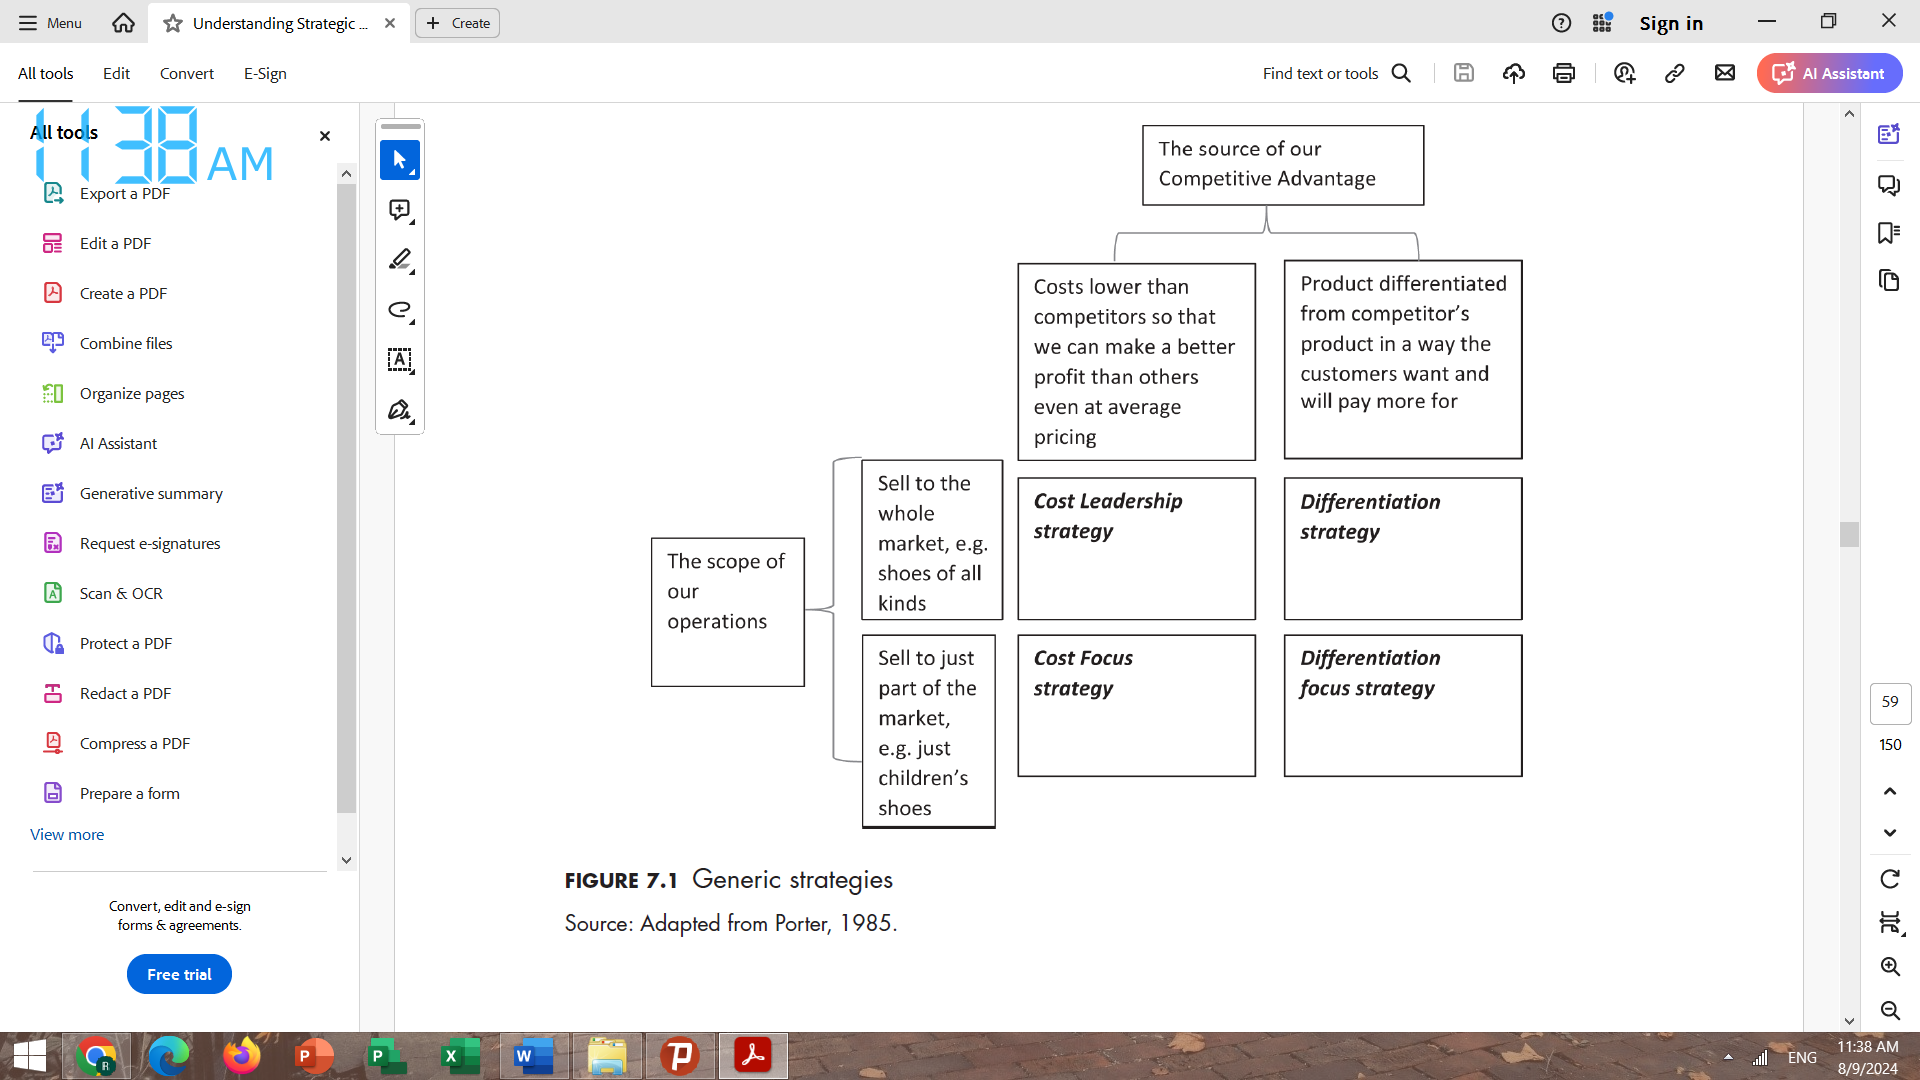 Menu
Understanding Strategic ...
Create
Sign in
All tools
Edit
Convert
E-Sign
Find text or tools
AI Assistant
All tools
11:38 AM
Export a PDF
Edit a PDF
Create a PDF
Combine files
Organize pages
AI Assistant
Generative summary
Request e-signatures
Scan & OCR
Protect a PDF
Redact a PDF
Compress a PDF
Prepare a form
View more
Convert, edit and e-sign
forms & agreements.
Free trial
The source of our
Competitive Advantage
Costs lower than
competitors so that
we can make a better
profit than others
even at average
pricing
Product differentiated
from competitor's
product in a way the
customers want and
will pay more for
The scope of
our
operations
Sell to the
whole
market, e.g.
shoes of all
kinds
Cost Leadership
strategy
Differentiation
strategy
Sell to just
part of the
market,
e.g. just
children's
shoes
Cost Focus
strategy
Differentiation
focus strategy
FIGURE 7.1 Generic strategies
Source: Adapted from Porter, 1985.
59
150
ENG
11:38 AM
8/9/2024